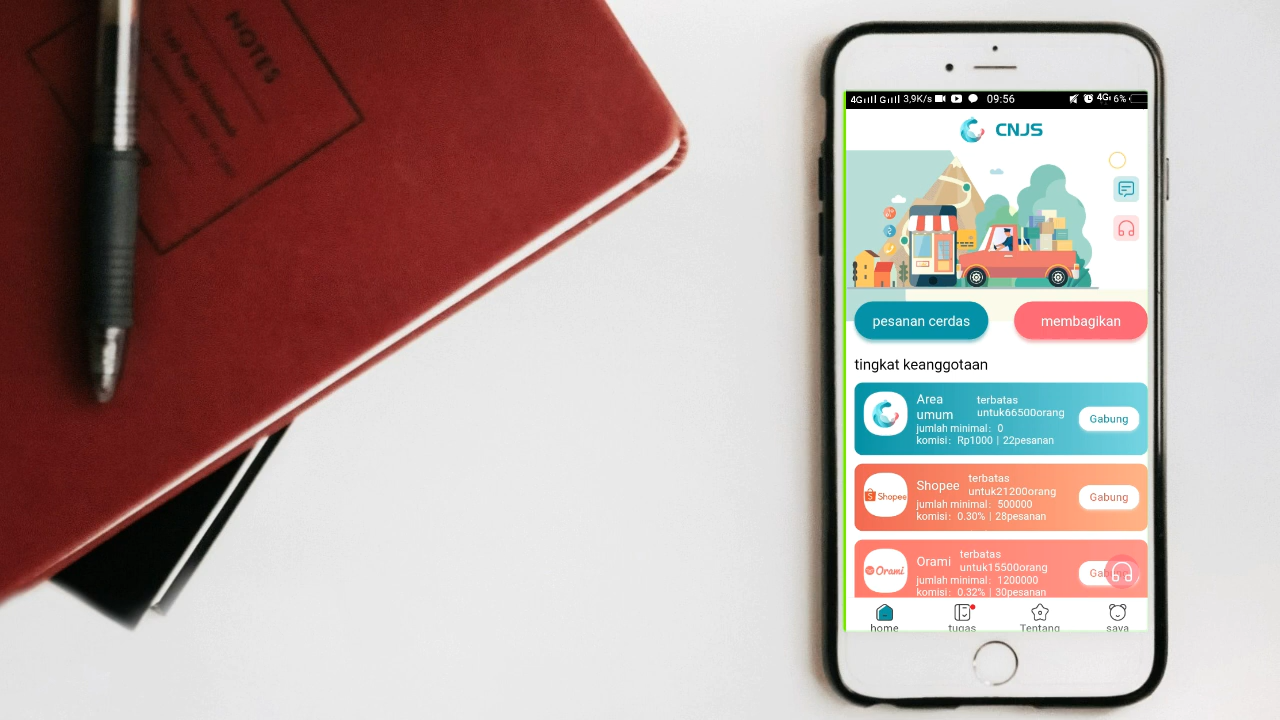 NOTES
4G G 3,9K/s 09:56 4G 6%
CNJS
pesanan cerdas
membagikan
tingkat keanggotaan
Area umum
terbatas untuk66500orang
jumlah minimal: 0
komisi: Rp1000 | 22pesanan
Gabung
Shopee
Shopee
terbatas untuk21200orang
jumlah minimal: 500000
komisi: 0.30% | 28pesanan
Gabung
Orami
Orami
terbatas untuk15500orang
jumlah minimal: 1200000
komisi: 0.32% | 30pesanan
home
tugas
Tentang
saya